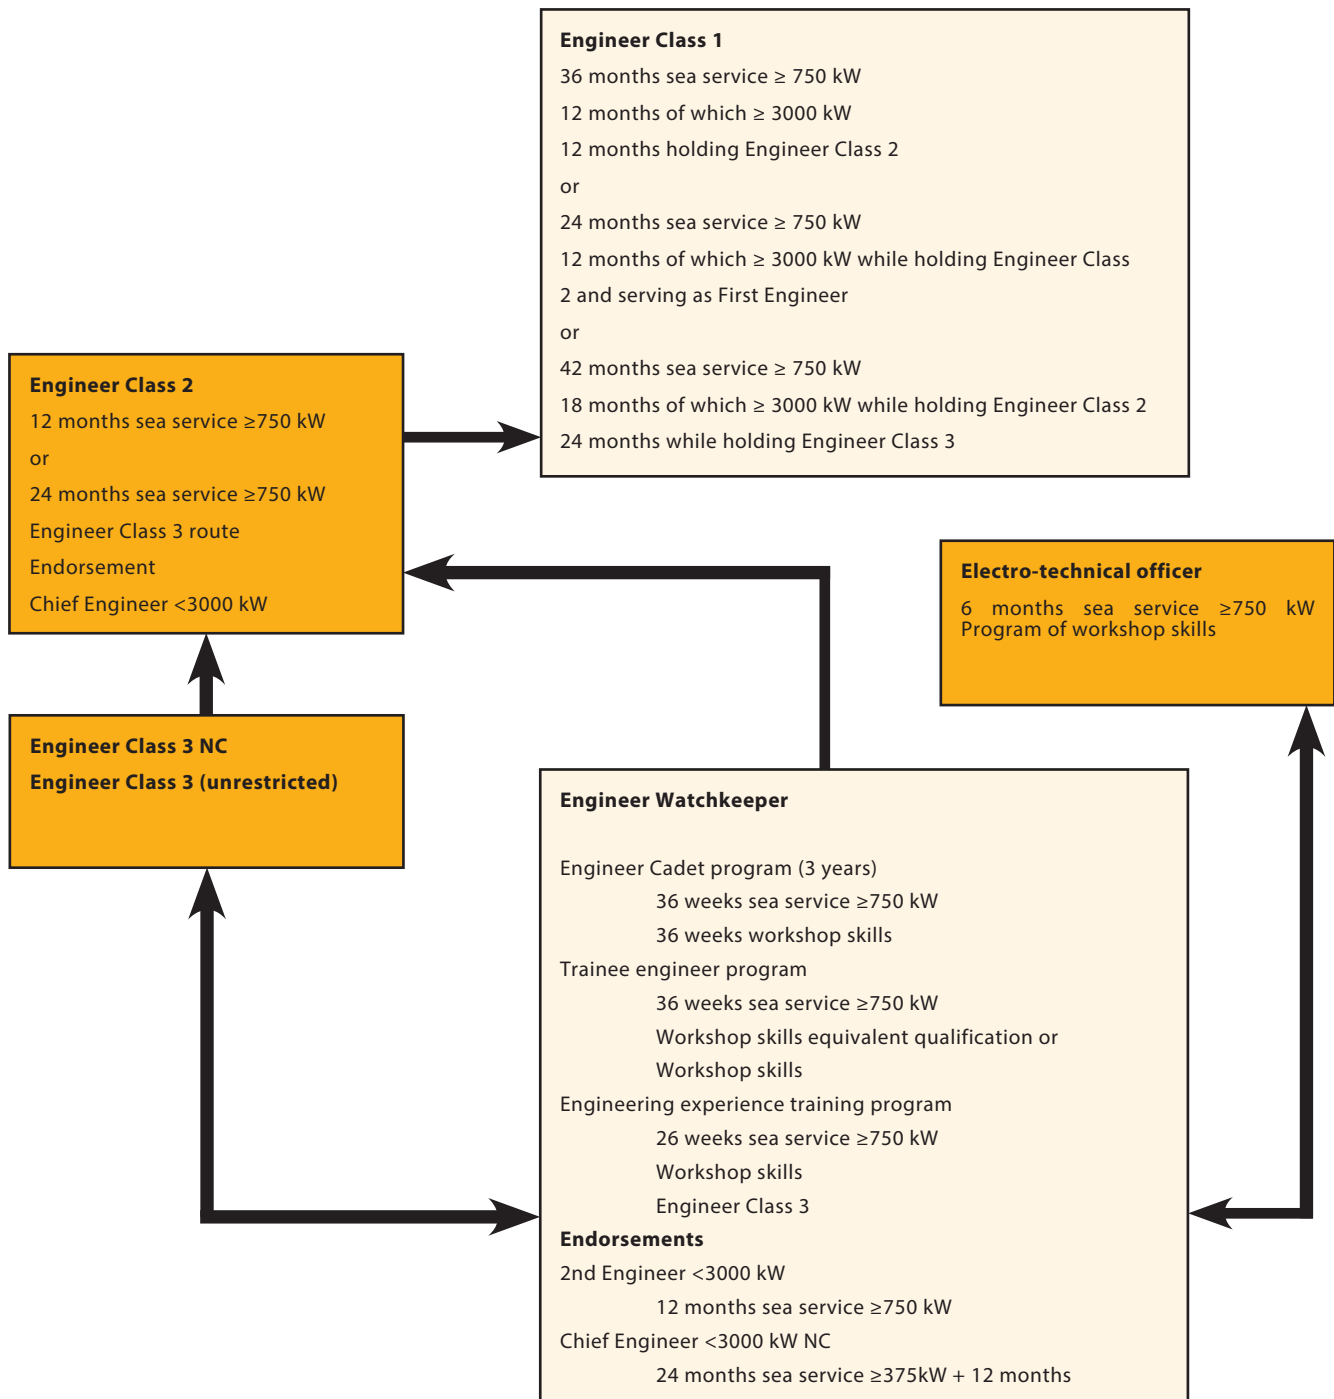 Engineer Class 1
36 months sea service ≥ 750 kW
12 months of which ≥ 3000 kW
12 months holding Engineer Class 2
or
24 months sea service ≥ 750 kW
12 months of which ≥ 3000 kW while holding Engineer Class
2 and serving as First Engineer
or
42 months sea service ≥ 750 kW
18 months of which ≥ 3000 kW while holding Engineer Class 2
24 months while holding Engineer Class 3
Engineer Class 2
12 months sea service ≥750 kW
or
24 months sea service ≥750 kW
Engineer Class 3 route
Endorsement
Chief Engineer <3000 kW
Electro-technical officer
6 months sea service ≥750 kW
Program of workshop skills
Engineer Class 3 NC
Engineer Class 3 (unrestricted)
Engineer Watchkeeper
Engineer Cadet program (3 years)
36 weeks sea service ≥750 kW
36 weeks workshop skills
Trainee engineer program
36 weeks sea service ≥750 kW
Workshop skills equivalent qualification or
Workshop skills
Engineering experience training program
26 weeks sea service ≥750 kW
Workshop skills
Engineer Class 3
Endorsements
2nd Engineer <3000 kW
12 months sea service ≥750 kW
Chief Engineer <3000 kW NC
24 months sea service ≥375kW + 12 months